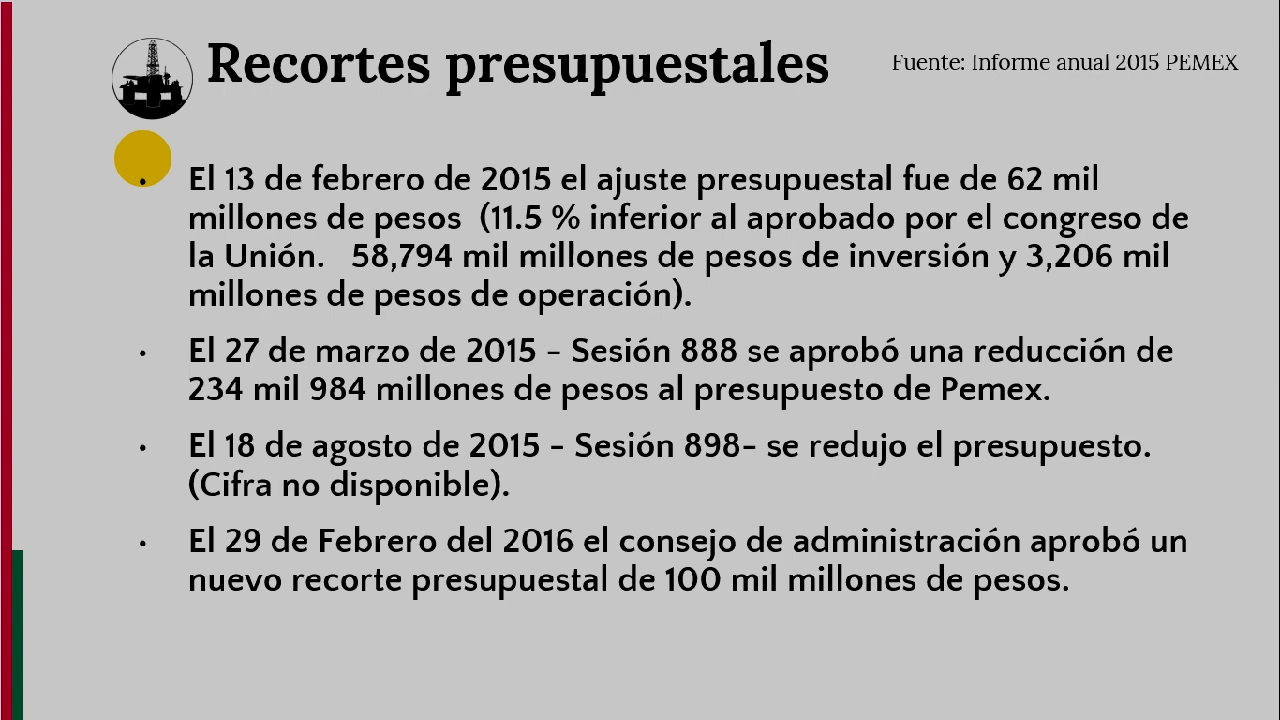 Recortes presupuestales
Fuente: Informe anual 2015 PEMEX
• El 13 de febrero de 2015 el ajuste presupuestal fue de 62 mil
millones de pesos (11.5 % inferior al aprobado por el congreso de
la Unión. 58,794 mil millones de pesos de inversión y 3,206 mil
millones de pesos de operación).
• El 27 de marzo de 2015 – Sesión 888 se aprobó una reducción de
234 mil 984 millones de pesos al presupuesto de Pemex.
• El 18 de agosto de 2015 – Sesión 898– se redujo el presupuesto.
(Cifra no disponible).
• El 29 de Febrero del 2016 el consejo de administración aprobó un
nuevo recorte presupuestal de 100 mil millones de pesos.